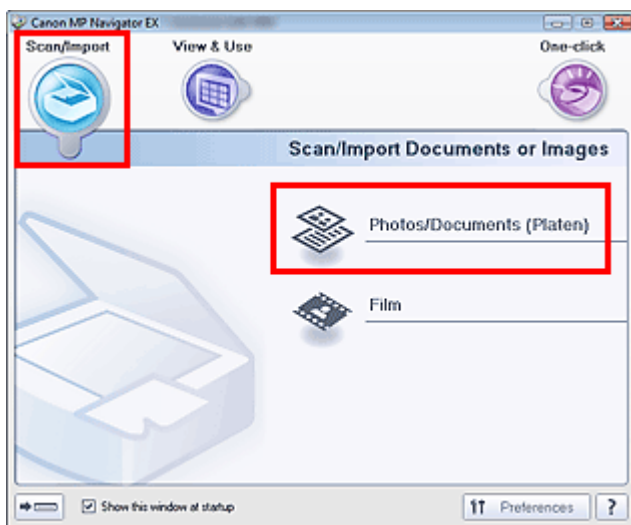 Canon MP Navigator EX
Scan/Import
View & Use
One-click
Scan/Import Documents or Images
Photos/Documents (Platen)
Film
Show this window at startup
Preferences
?